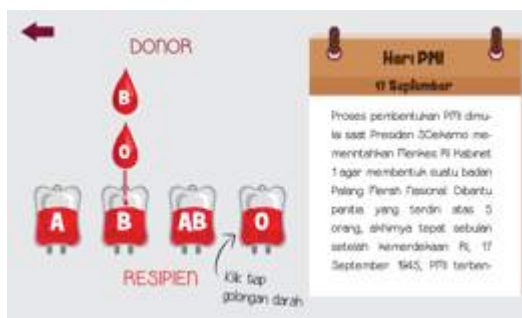 DONOR
B
O
A
B
AB
O
RESIPIEN
Klik tiap
golongan darah
Hari PMI
17 September
Proses pembentukan PMI dimu-
lai saat Presiden SOekarno me-
merintahkan Menkes RI Kabinet
1 agar membentuk suatu badan
Palang Merah Nasional. Dibantu
panitia yang terdiri atas 5
orang, akhirnya tepat sebulan
setelah kemerdekaan RI, 17
September 1945, PMI terben-